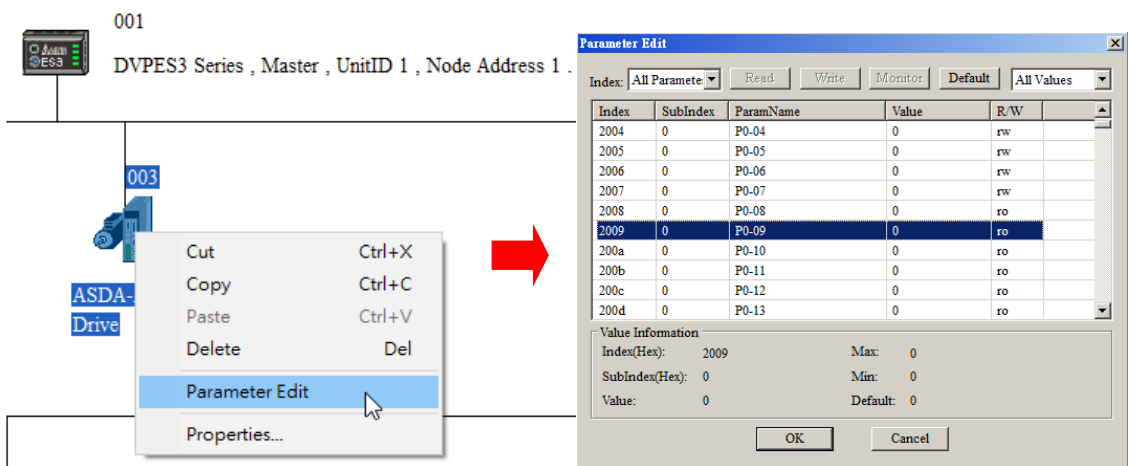 001
DVPES3 Series , Master , UnitID 1 , Node Address 1 .
ES3
003
ASDA-
Drive
Cut Ctrl+X
Copy Ctrl+C
Paste Ctrl+V
Delete Del
Parameter Edit
Properties...
Parameter Edit
Index: All Paramete Read Write Monitor Default All Values
Index SubIndex ParamName Value R/W
2004 0 P0-04 0 rw
2005 0 P0-05 0 rw
2006 0 P0-06 0 rw
2007 0 P0-07 0 rw
2008 0 P0-08 0 ro
2009 0 P0-09 0 ro
200a 0 P0-10 0 ro
200b 0 P0-11 0 ro
200c 0 P0-12 0 ro
200d 0 P0-13 0 ro
Value Information
Index(Hex): 2009 Max: 0
SubIndex(Hex): 0 Min: 0
Value: 0 Default: 0
OK Cancel